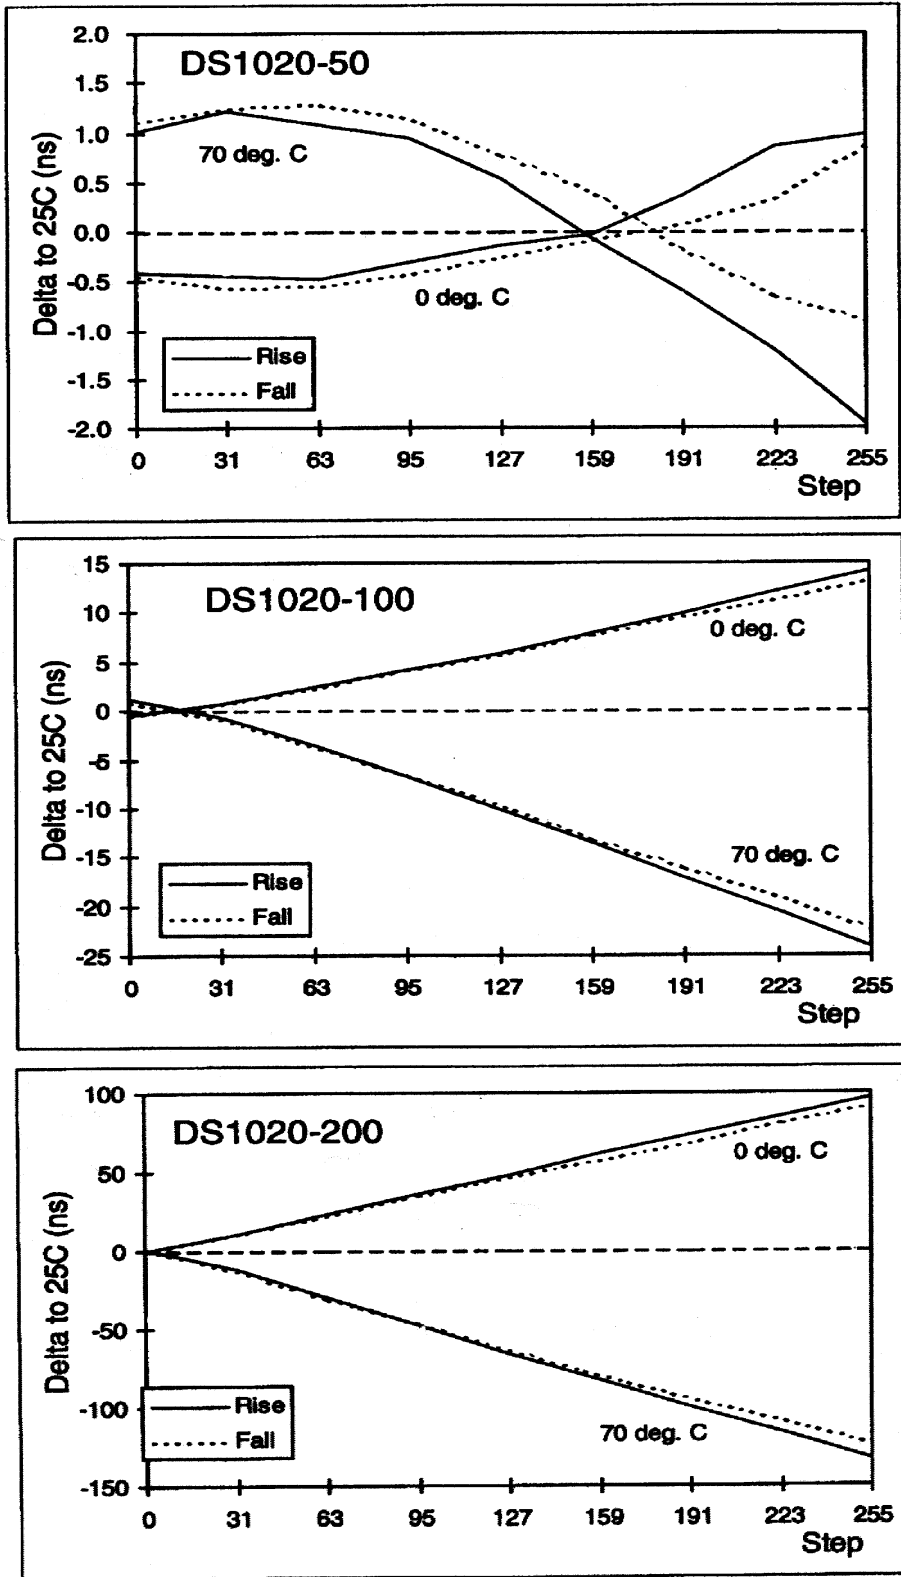 DS1020-50
2.0
1.5
1.0
0.5
0.0
-0.5
-1.0
-1.5
-2.0
Delta to 25C (ns)
70 deg. C
0 deg. C
Rise
Fall
0 31 63 95 127 159 191 223 255
Step
DS1020-100
15
10
5
0
-5
-10
-15
-20
-25
Delta to 25C (ns)
0 deg. C
70 deg. C
Rise
Fall
0 31 63 95 127 159 191 223 255
Step
DS1020-200
100
50
0
-50
-100
-150
Delta to 25C (ns)
0 deg. C
70 deg. C
Rise
Fall
0 31 63 95 127 159 191 223 255
Step